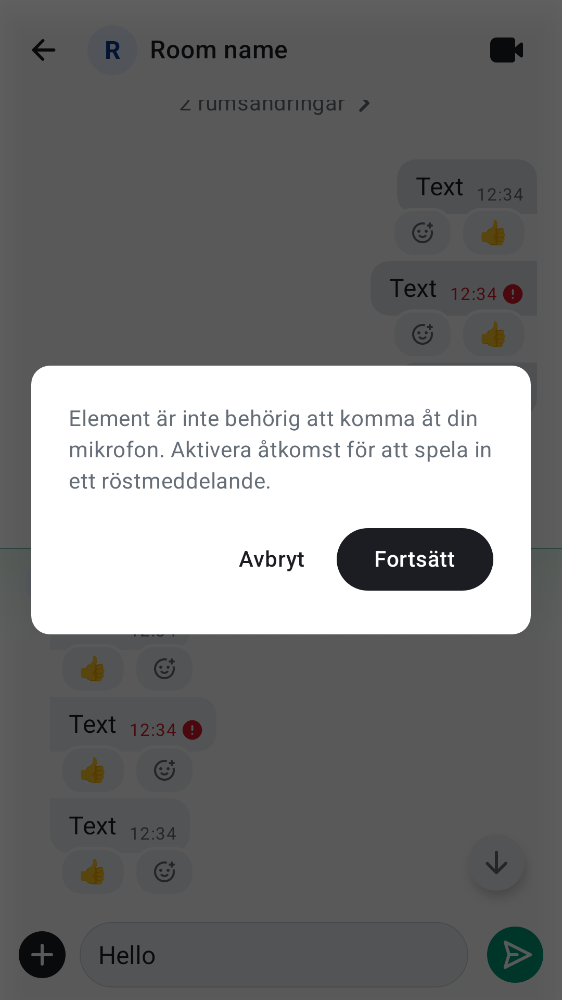 R Room name
2 rumsändringar
Text 12:34
👍
Text 12:34
👍
Element är inte behörig att komma åt din
mikrofon. Aktivera åtkomst för att spela in
ett röstmeddelande.
Avbryt Fortsätt
12:34
👍
Text 12:34
👍
Text 12:34
👍
Hello